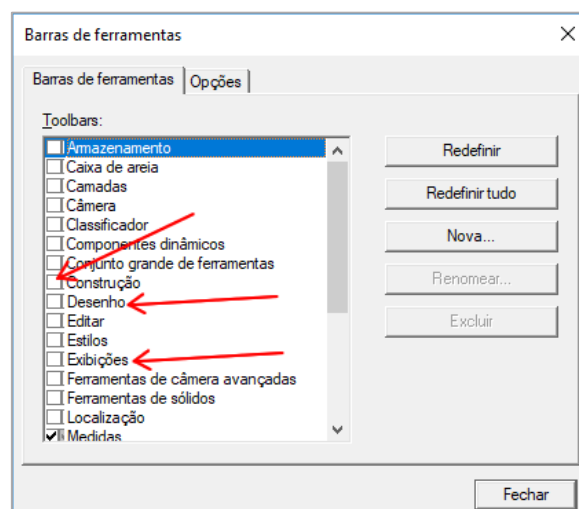 Barras de ferramentas
Barras de ferramentas
Opções
Toolbars:
Armazenamento
Caixa de areia
Camadas
Câmera
Classificador
Componentes dinâmicos
Conjunto grande de ferramentas
Construção
Desenho
Editar
Estilos
Exibições
Ferramentas de câmera avançadas
Ferramentas de sólidos
Localização
Medidas
Redefinir
Redefinir tudo
Nova...
Renomear...
Excluir
Fechar